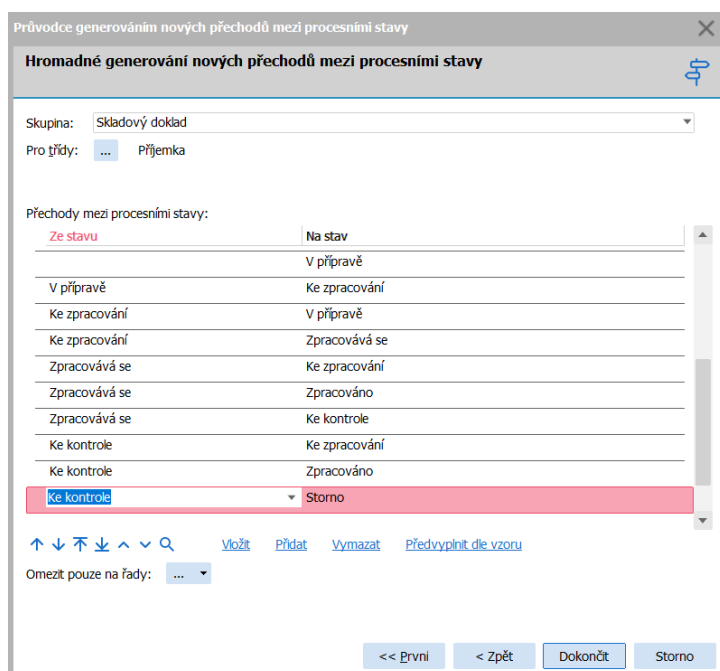 Průvodce generováním nových přechodů mezi procesními stavy
Hromadné generování nových přechodů mezi procesními stavy
Skupina: Skladový doklad
Pro třídy: ... Příjemka
Přechody mezi procesními stavy:
Ze stavu Na stav
V přípravě
V přípravě Ke zpracování
Ke zpracování V přípravě
Ke zpracování Zpracovává se
Zpracovává se Ke zpracování
Zpracovává se Zpracováno
Zpracovává se Ke kontrole
Ke kontrole Ke zpracování
Ke kontrole Zpracováno
Ke kontrole Storno
Vložit Přidat Vymazat Předvyplnit dle vzoru
Omezit pouze na řady: ...
<< První < Zpět Dokončit Storno